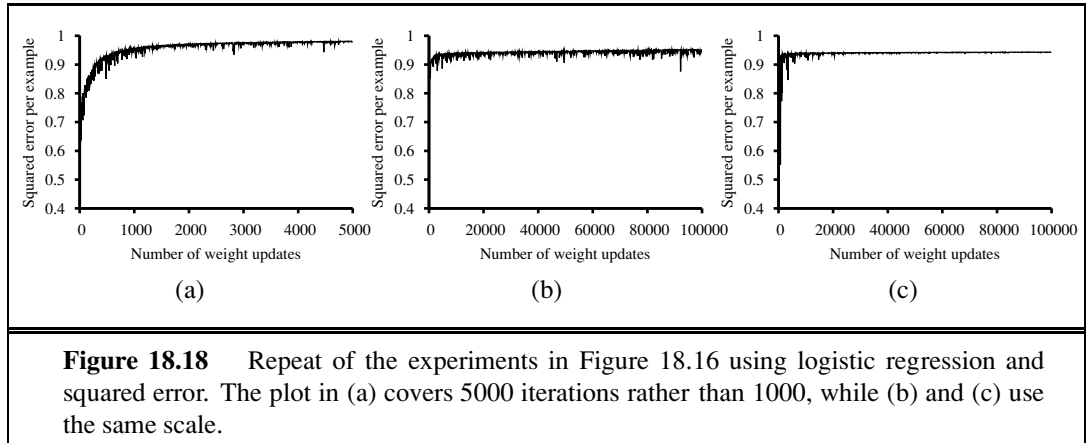 Squared error per example
1
0.9
0.8
0.7
0.6
0.5
0.4
0 1000 2000 3000 4000 5000
Number of weight updates
(a)
Squared error per example
1
0.9
0.8
0.7
0.6
0.5
0.4
0 20000 40000 60000 80000 100000
Number of weight updates
(b)
Squared error per example
1
0.9
0.8
0.7
0.6
0.5
0.4
0 20000 40000 60000 80000 100000
Number of weight updates
(c)
Figure 18.18 Repeat of the experiments in Figure 18.16 using logistic regression and
squared error. The plot in (a) covers 5000 iterations rather than 1000, while (b) and (c) use
the same scale.